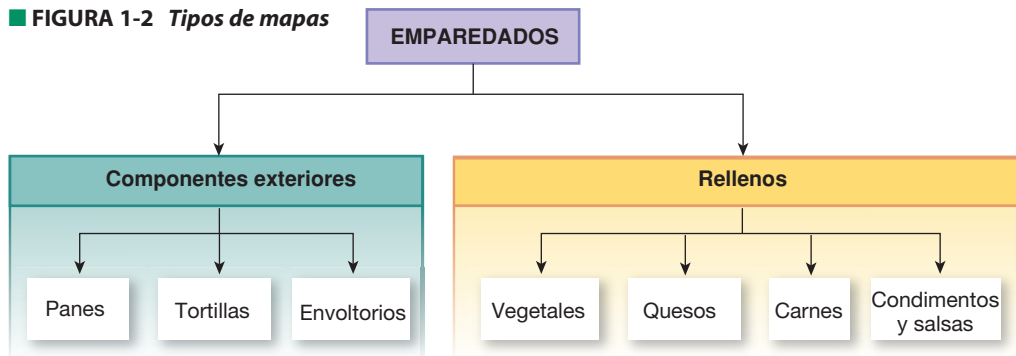 FIGURA 1-2 Tipos de mapas
EMPAREDADOS
Componentes exteriores
Panes
Tortillas
Envoltorios
Rellenos
Vegetales
Quesos
Carnes
Condimentos
y salsas